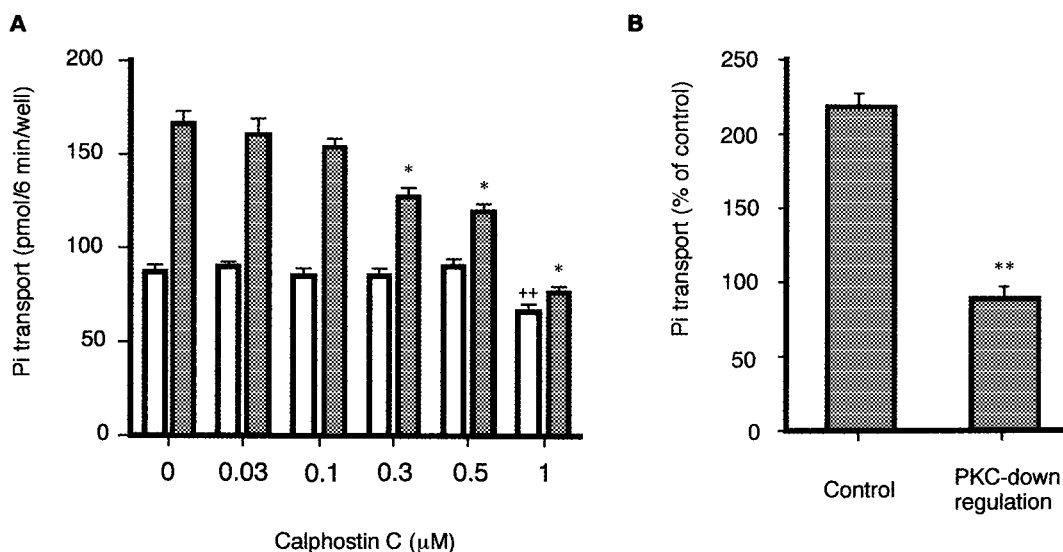 A
Pi transport (pmol/6 min/well)
200
150
100
50
0
*
*
++
*
0 0.03 0.1 0.3 0.5 1
Calphostin C (μM)
B
Pi transport (% of control)
250
200
150
100
50
0
**
Control
PKC-down
regulation